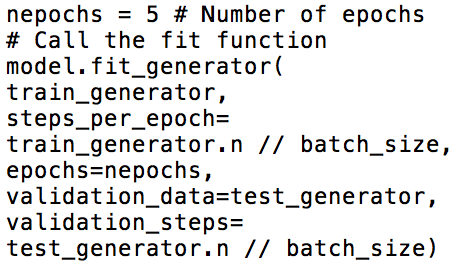 nepochs = 5 # Number of epochs
# Call the fit function
model.fit_generator(
train_generator,
steps_per_epoch=
train_generator.n // batch_size,
epochs=nepochs,
validation_data=test_generator,
validation_steps=
test_generator.n // batch_size)